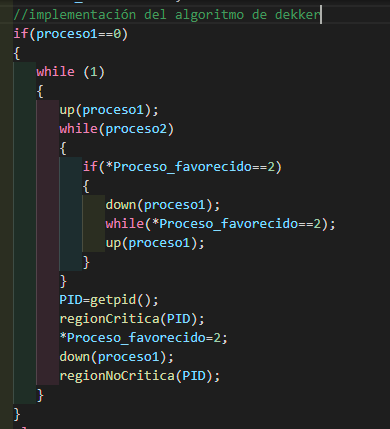 //implementación del algoritmo de dekker
if(proceso1==0)
{
while (1)
{
up(proceso1);
while(proceso2)
{
if(*Proceso_favorecido==2)
{
down(proceso1);
while(*Proceso_favorecido==2);
up(proceso1);
}
}
PID=getpid();
regionCritica(PID);
*Proceso_favorecido=2;
down(proceso1);
regionNoCritica(PID);
}
}